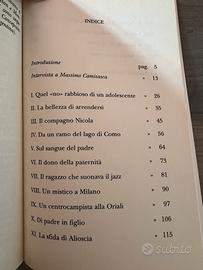 INDICE
Introduzione pag. 5
Intervista a Massimo Camisasca » 13
I. Quel «no» rabbioso di un adolescente » 26
II. La bellezza di arrendersi » 35
III. Il compagno Nicola » 45
IV. Da un ramo del lago di Como » 56
V. Sul sangue del padre » 64
VI. Il dono della paternità » 73
VII. Il ragazzo che suonava il jazz » 81
VIII. Un mistico a Milano » 90
IX. Un centrocampista alla Oriali » 97
X. Di padre in figlio » 106
XI. La sfida di Alioscia » 115
subito